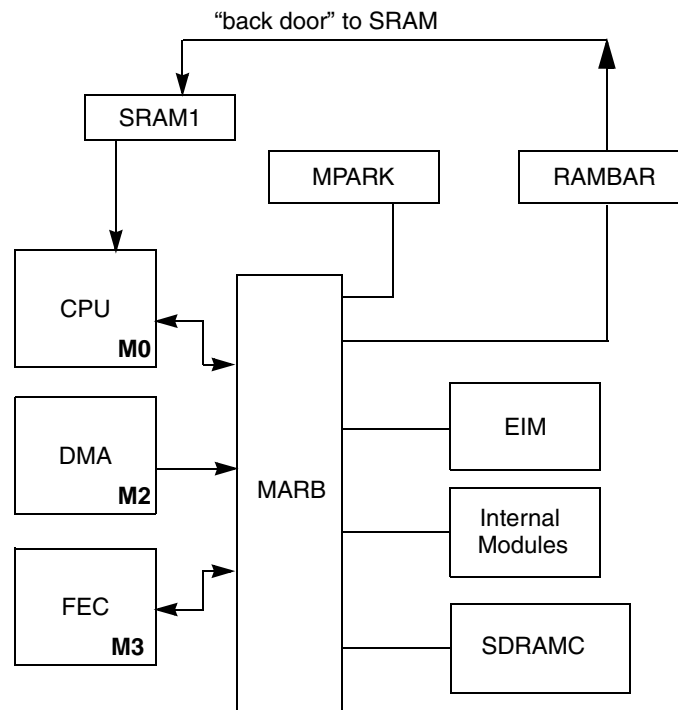 “back door” to SRAM
SRAM1
MPARK
RAMBAR
CPU
M0
DMA
M2
FEC
M3
MARB
EIM
Internal
Modules
SDRAMC